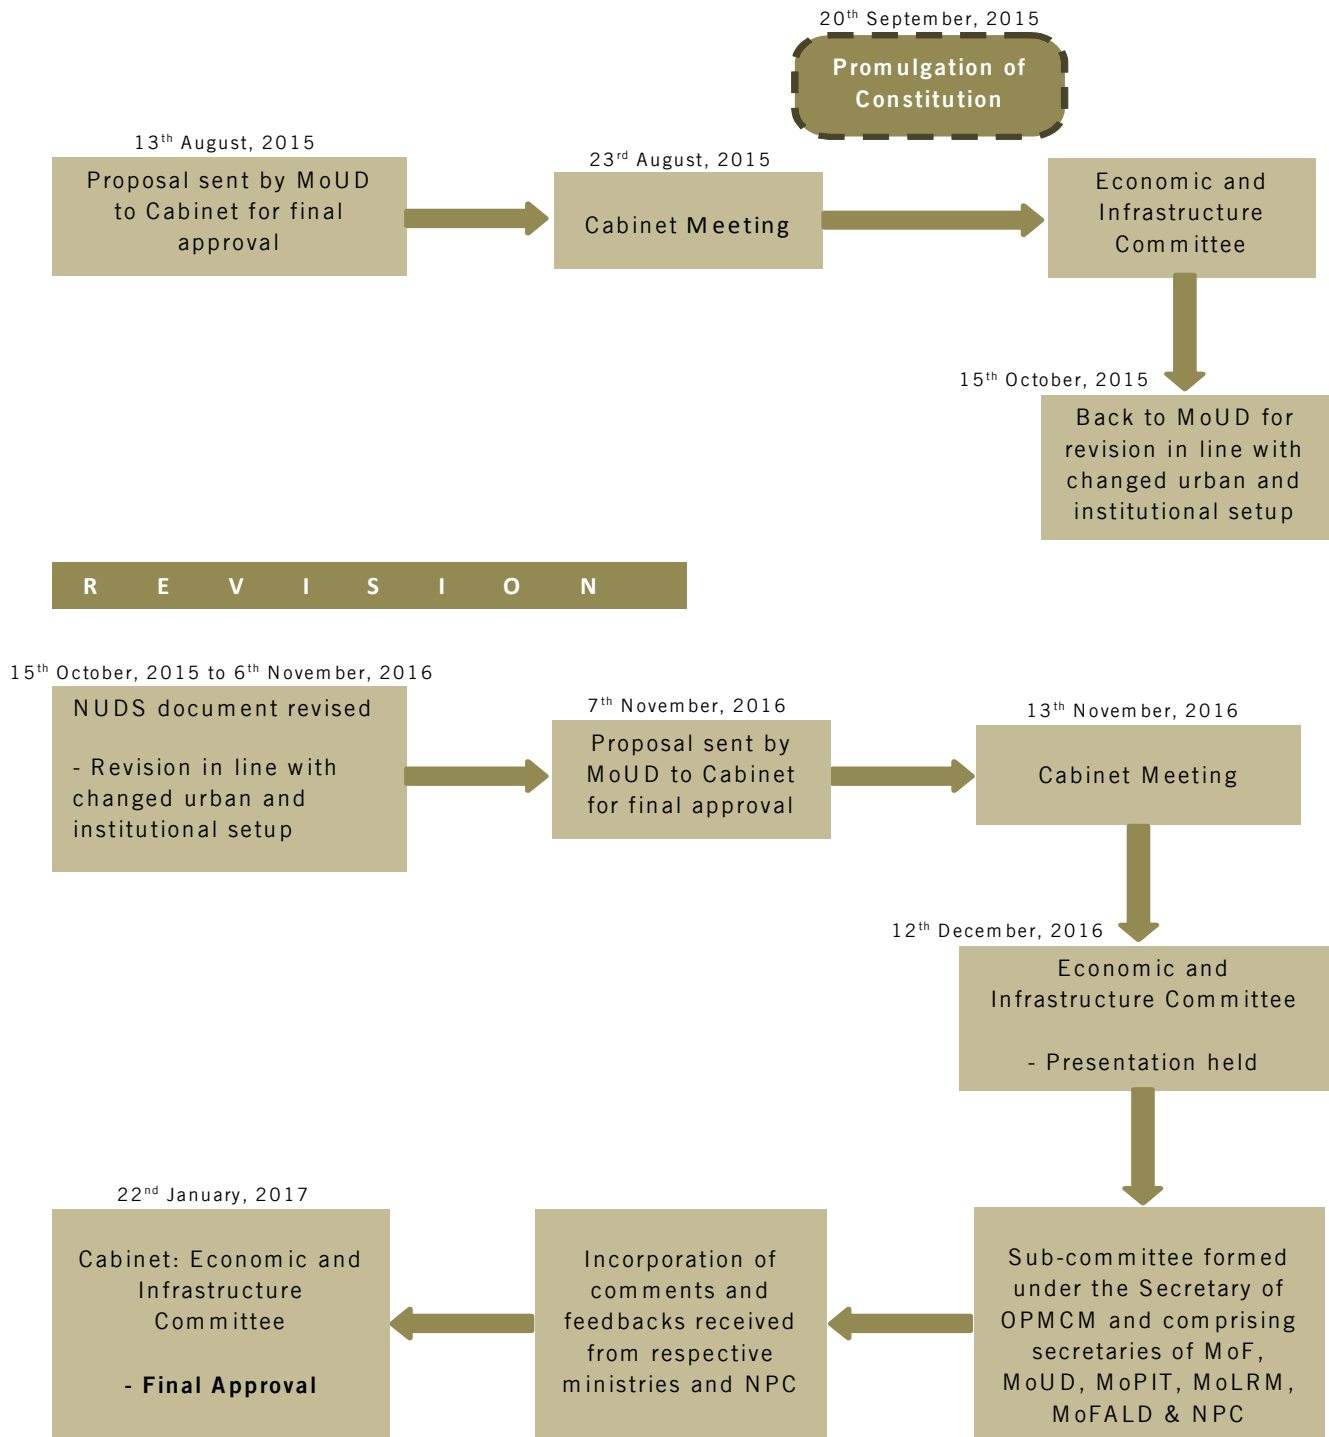 20th September, 2015
Promulgation of
Constitution
13th August, 2015
Proposal sent by MoUD
to Cabinet for final
approval
23rd August, 2015
Cabinet Meeting
Economic and
Infrastructure
Committee
15th October, 2015
Back to MoUD for
revision in line with
changed urban and
institutional setup
REVISION
15th October, 2015 to 6th November, 2016
NUDS document revised
- Revision in line with
changed urban and
institutional setup
7th November, 2016
Proposal sent by
MoUD to Cabinet
for final approval
13th November, 2016
Cabinet Meeting
12th December, 2016
Economic and
Infrastructure Committee
- Presentation held
Sub-committee formed
under the Secretary of
OPMCM and comprising
secretaries of MoF,
MoUD, MoPIT, MoLRM,
MoFALD & NPC
Incorporation of
comments and
feedbacks received
from respective
ministries and NPC
22nd January, 2017
Cabinet: Economic and
Infrastructure
Committee
- Final Approval